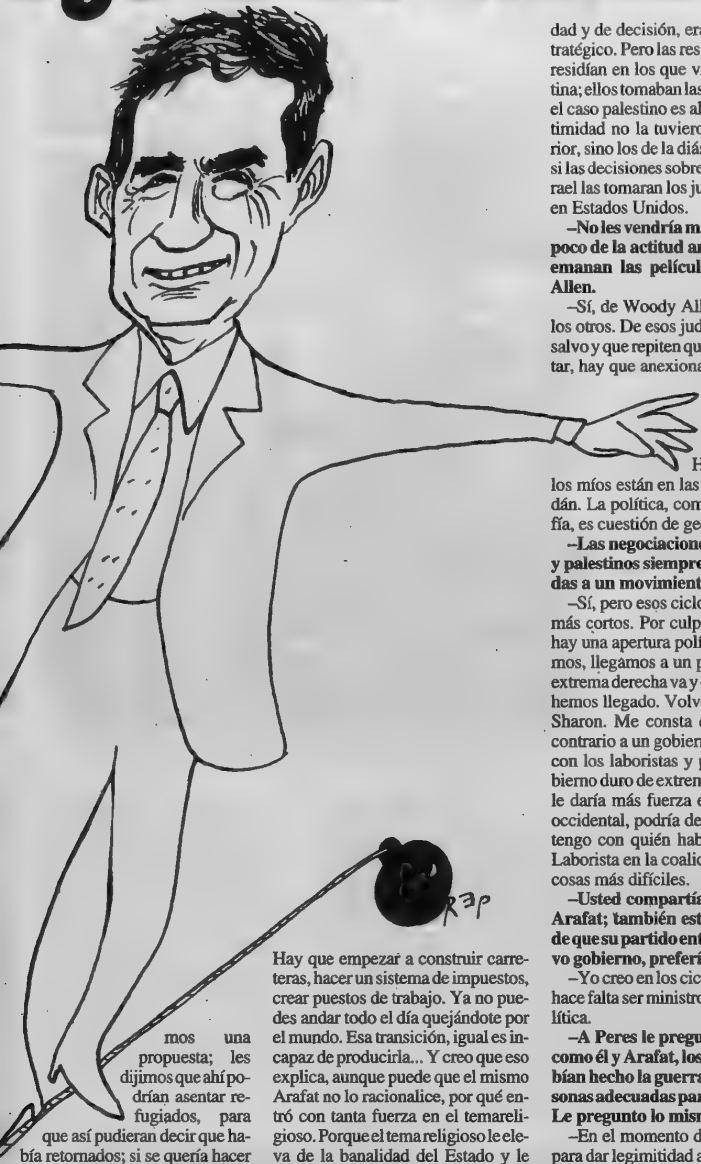 mos una
propuesta; les
dijimos que ahí po-
drían asentar re-
fugiados, para
que así pudieran decir que ha-
bía retornados; si se quería hacer
Hay que empezar a construir carre-
teras, hacer un sistema de impuestos,
crear puestos de trabajo. Ya no pue-
des andar todo el día quejándote por
el mundo. Esa transición, igual es in-
capaz de producirla... Y creo que eso
explica, aunque puede que el mismo
Arafat no lo racionalice, por qué en-
tró con tanta fuerza en el tema reli-
gioso. Porque el tema religioso le ele-
va de la banalidad del Estado y le
REP
dad y de decisión, era
tratégico. Pero las res
residían en los que v
tina; ellos tomaban las
el caso palestino es al
timidad no la tuviero
rior, sino los de la diás
si las decisiones sobre
rael las tomaran los ju
en Estados Unidos.
–No les vendría m
poco de la actitud a
emanan las películ
Allen.
–Sí, de Woody All
los otros. De esos jud
salvo y que repiten qu
tar, hay que anexiona
H
los míos están en las
dán. La política, com
fía, es cuestión de ge
–Las negociacione
y palestinos siempre
das a un movimient
–Sí, pero esos ciclo
más cortos. Por culp
hay una apertura polí
mos, llegamos a un p
extrema derecha va y
hemos llegado. Volv
Sharon. Me consta
contrario a un gobiern
con los laboristas y p
bierno duro de extrem
le daría más fuerza e
occidental, podría de
tengo con quién hab
Laborista en la coalic
cosas más difíciles.
–Usted compartía
Arafat; también est
de que su partido ent
vo gobierno, preferí
–Yo creo en los cic
hace falta ser ministro
lítica.
–A Peres le pregu
como él y Arafat, los
bían hecho la guerra
sonas adecuadas par
Le pregunto lo mism
–En el momento d
para dar legitimidad a